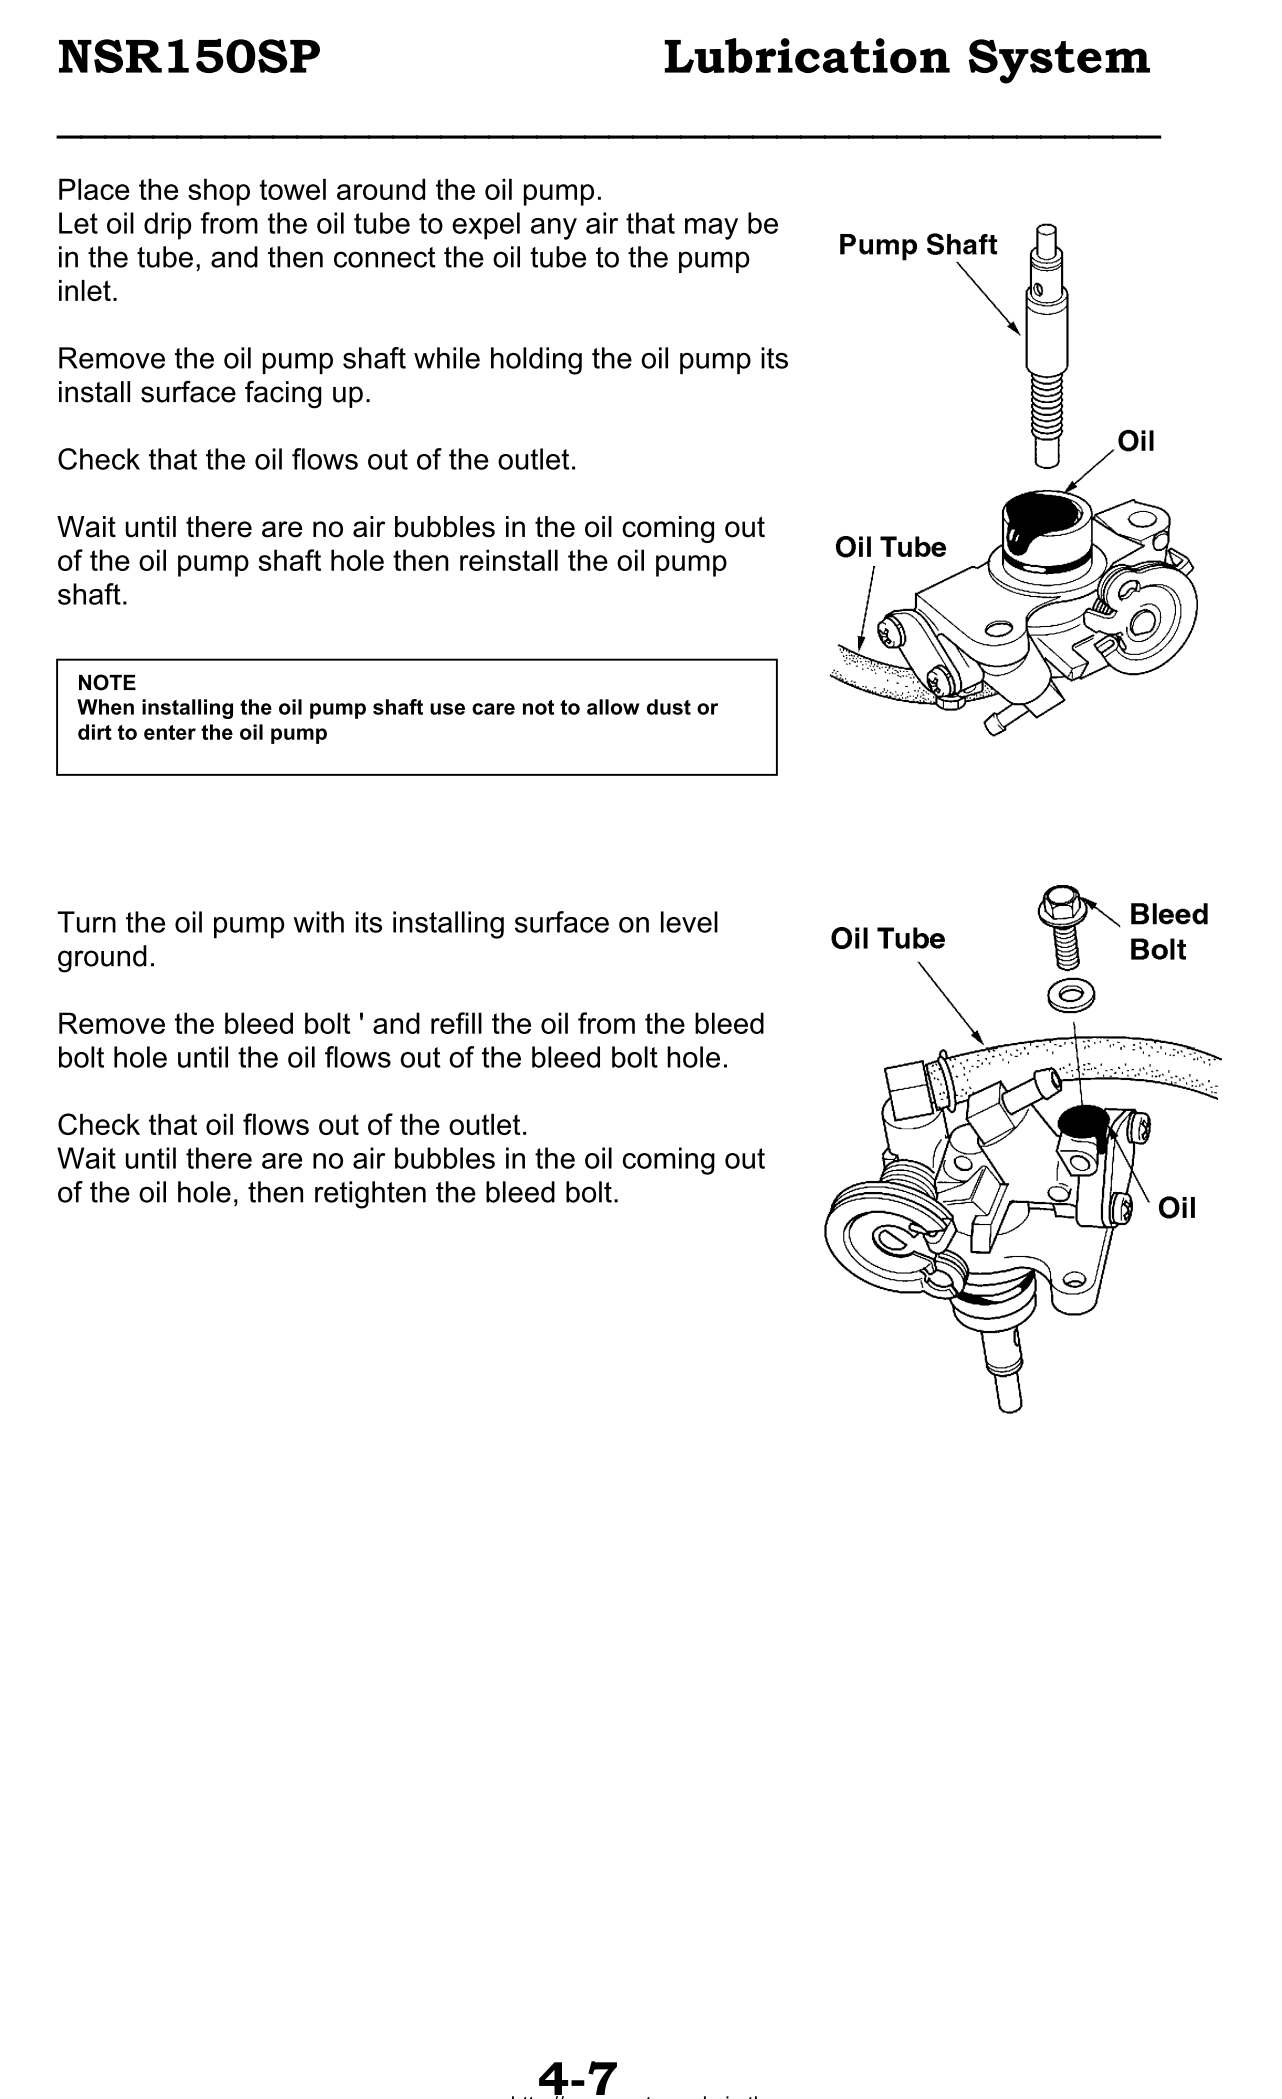 NSR150SP Lubrication System
Place the shop towel around the oil pump.
Let oil drip from the oil tube to expel any air that may be
in the tube, and then connect the oil tube to the pump
inlet.
Remove the oil pump shaft while holding the oil pump its
install surface facing up.
Check that the oil flows out of the outlet.
Wait until there are no air bubbles in the oil coming out
of the oil pump shaft hole then reinstall the oil pump
shaft.
NOTE
When installing the oil pump shaft use care not to allow dust or
dirt to enter the oil pump
Pump Shaft
Oil
Oil Tube
Turn the oil pump with its installing surface on level
ground.
Remove the bleed bolt ' and refill the oil from the bleed
bolt hole until the oil flows out of the bleed bolt hole.
Check that oil flows out of the outlet.
Wait until there are no air bubbles in the oil coming out
of the oil hole, then retighten the bleed bolt.
Oil Tube
Bleed
Bolt
Oil
4-7